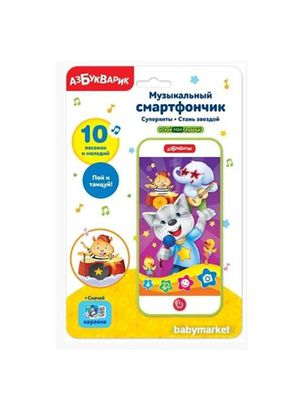 АЗБУКВАРИК
Музыкальный
смартфончик
Суперхиты • Стань звездой
10
песенок и мелодий
Пой и
танцуй!
АЗБУКВАРИК
+Скачай
караоке
babymarket